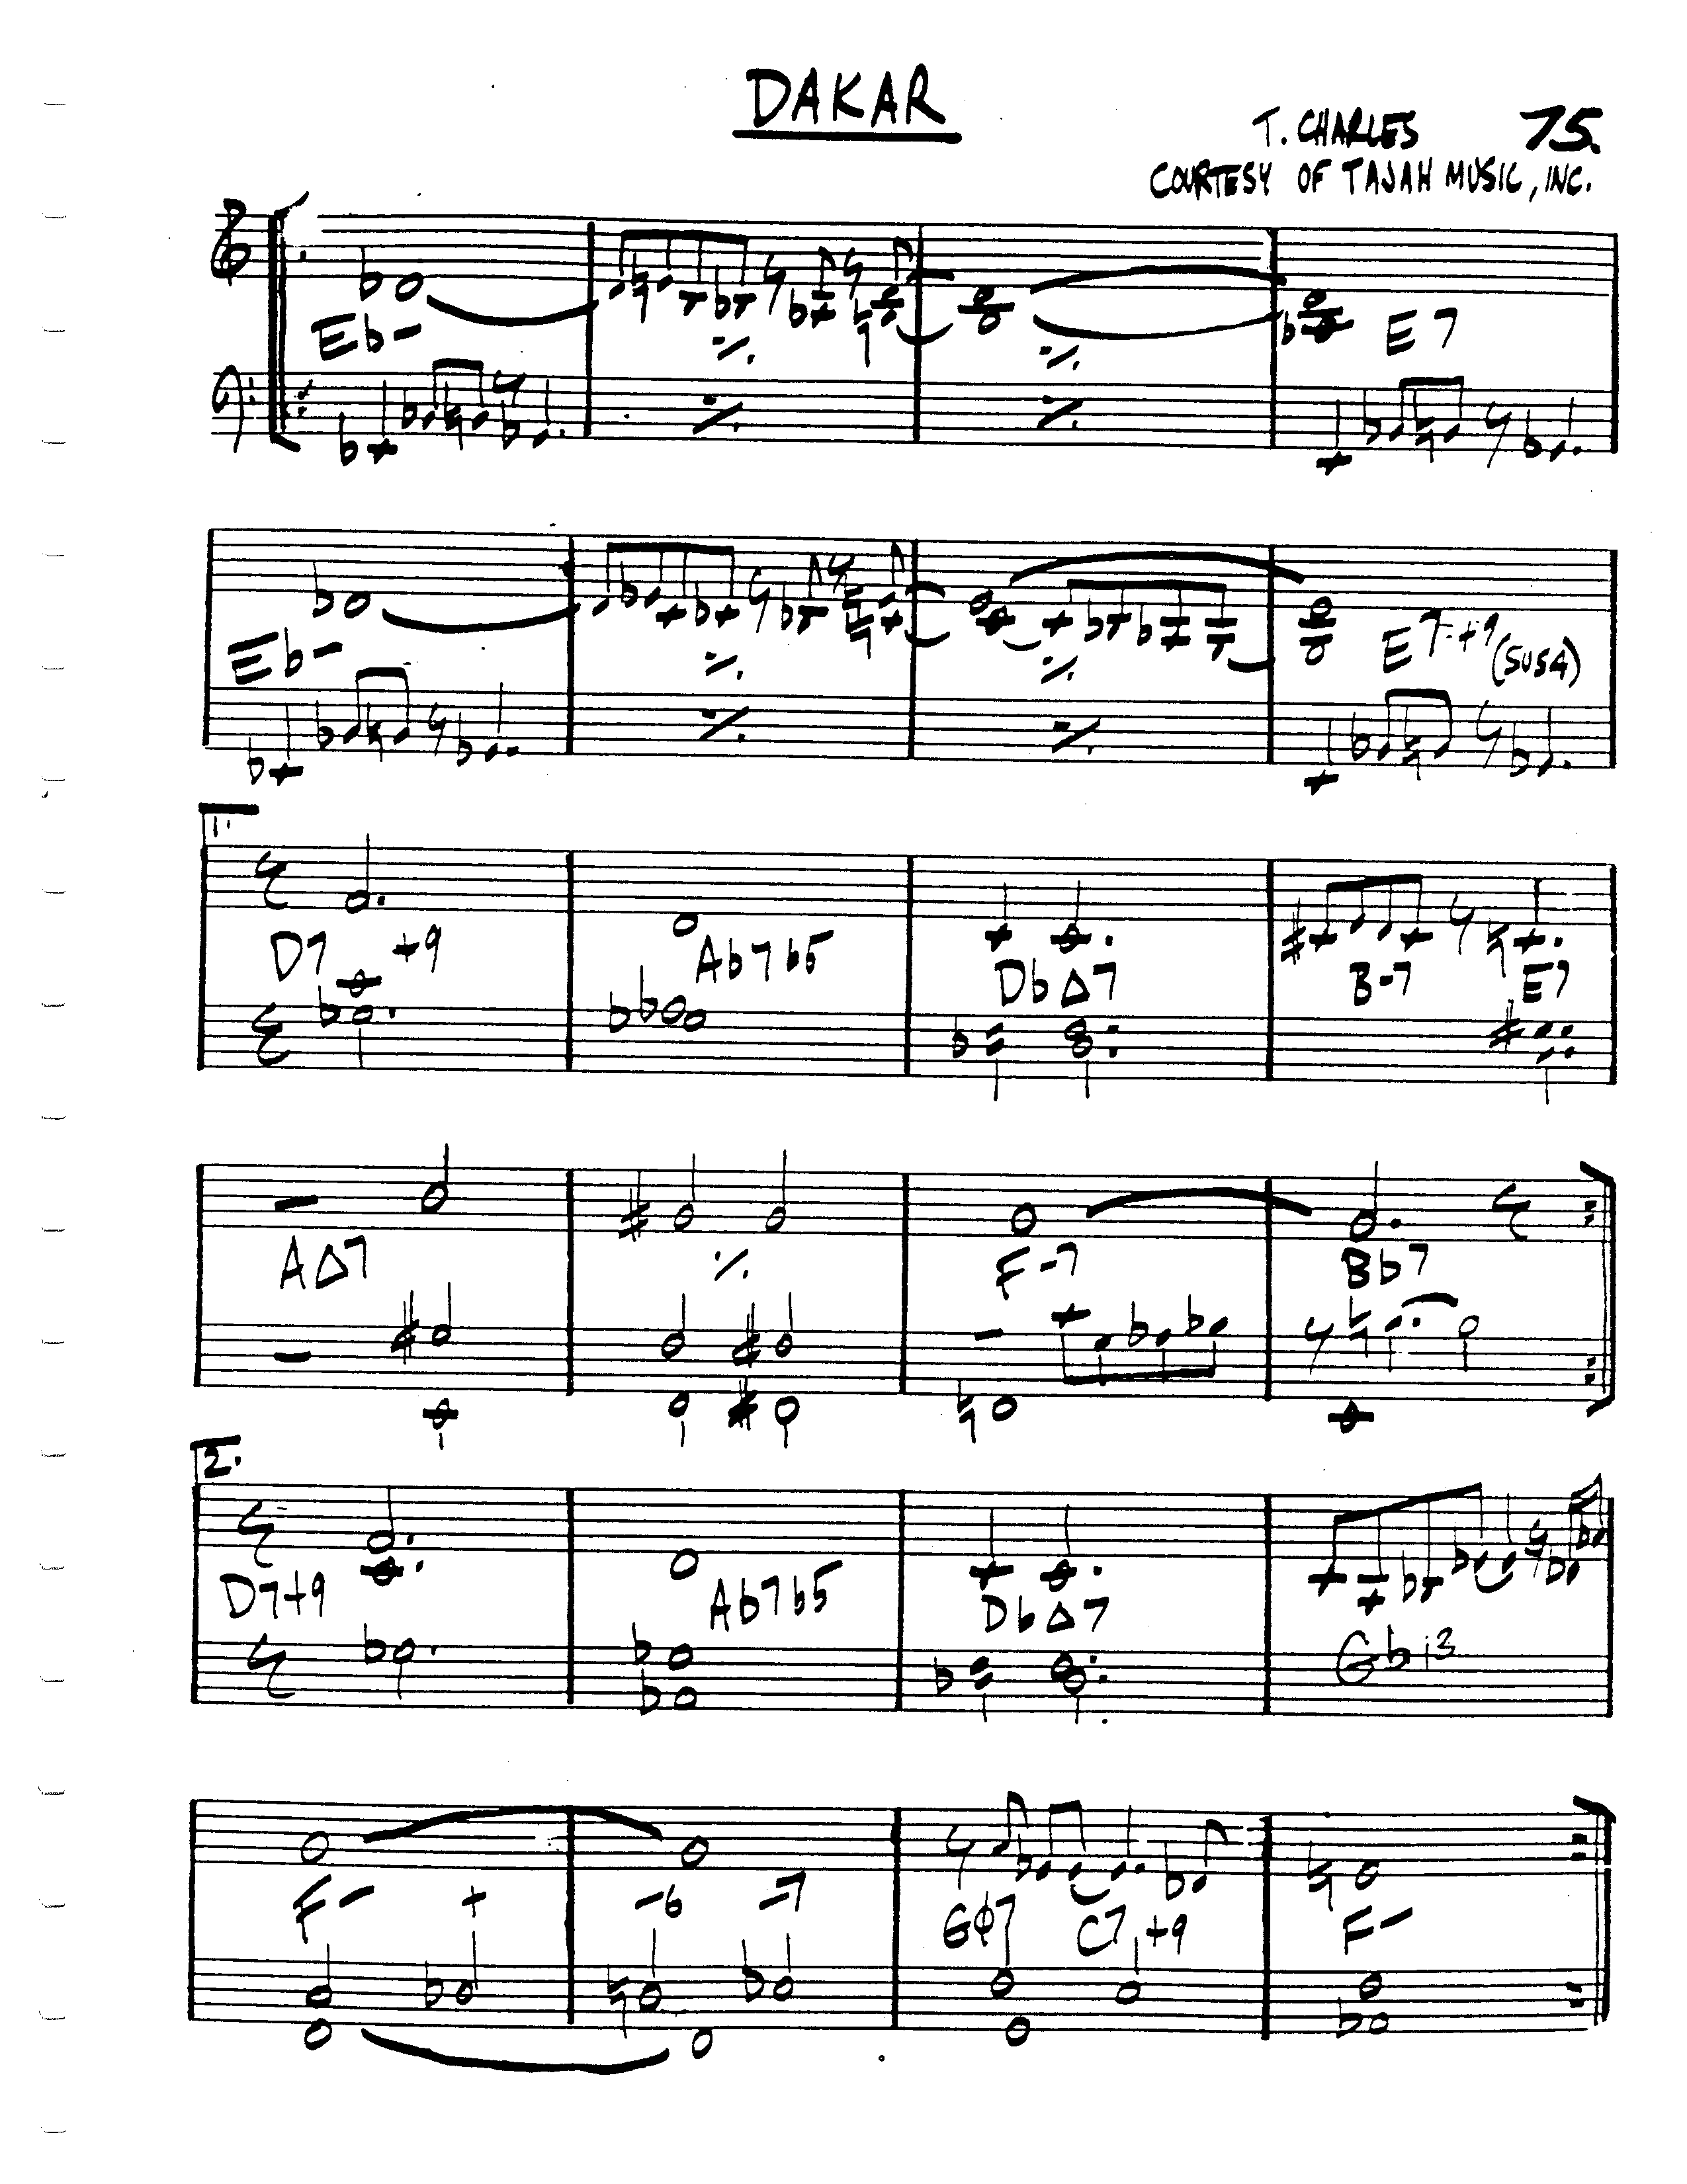 DAKAR
T. CHARLES 75.
COURTESY OF TAJAH MUSIC, INC.
Eb- E7
Eb- E7+9 (SUS4)
1.
D7 +9 Ab7b5 DbΔ7 B-7 E7
AΔ7 F-7 Bb7
2.
D7+9 Ab7b5 DbΔ7 Gb13
F- + -6 -7 Gφ7 C7+9 F-